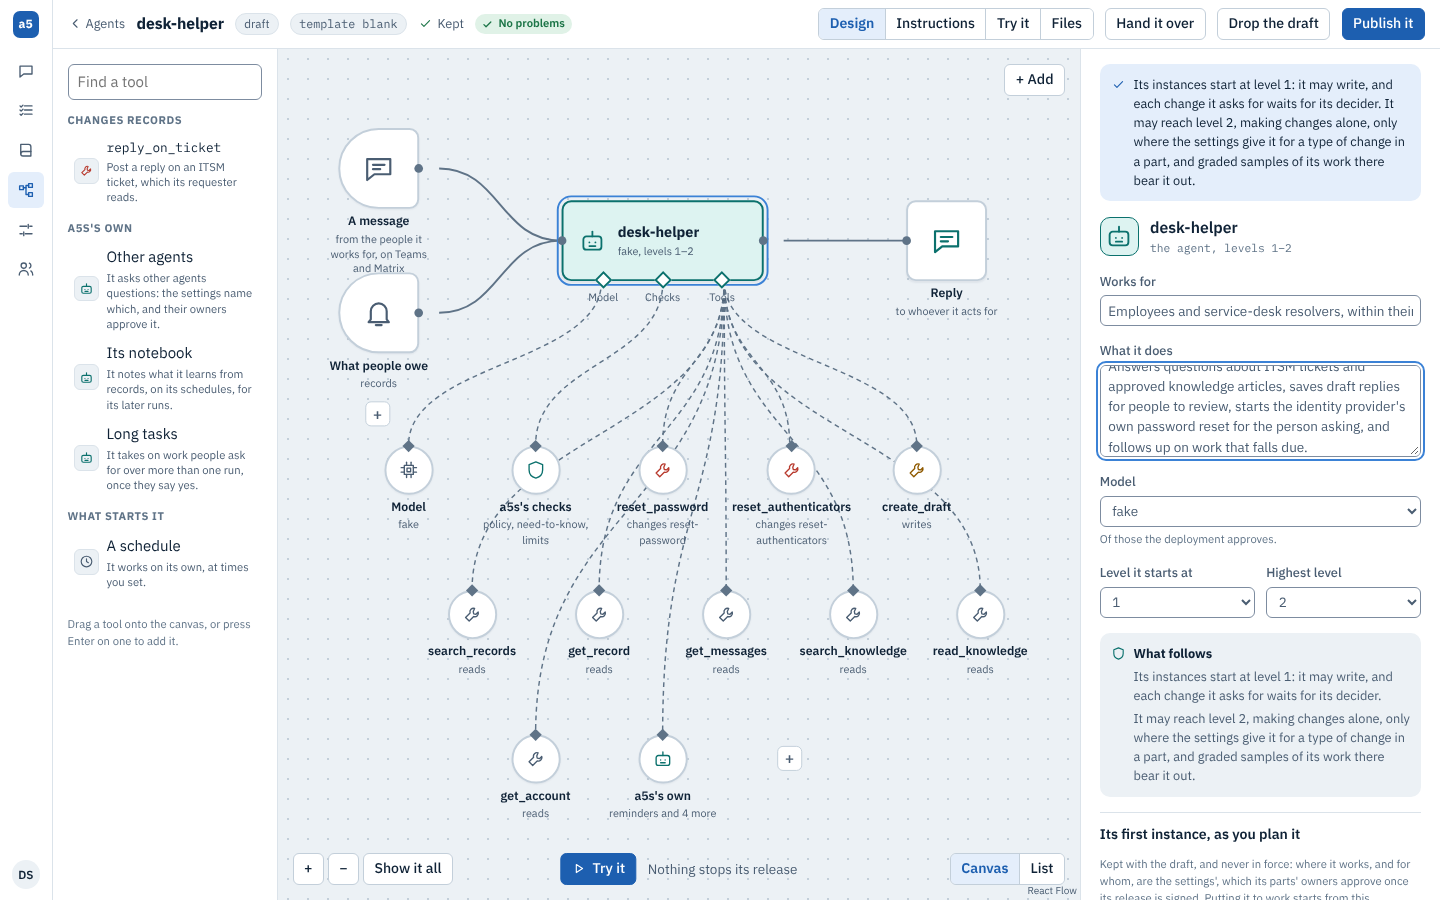 a5
Agents
desk-helper
draft
template blank
Kept
No problems
Design
Instructions
Try it
Files
Hand it over
Drop the draft
Publish it
Find a tool
CHANGES RECORDS
reply_on_ticket
Post a reply on an ITSM
ticket, which its requester
reads.
A5S'S OWN
Other agents
It asks other agents
questions: the settings name
which, and their owners
approve it.
Its notebook
It notes what it learns from
records, on its schedules, for
its later runs.
Long tasks
It takes on work people ask
for over more than one run,
once they say yes.
WHAT STARTS IT
A schedule
It works on its own, at times
you set.
Drag a tool onto the canvas, or press
Enter on one to add it.
DS
+ Add
A message
from the people it
works for, on Teams
and Matrix
What people owe
records
+
desk-helper
fake, levels 1–2
Model
Checks
Tools
Reply
to whoever it acts for
Model
fake
a5s's checks
policy, need-to-know,
limits
reset_password
changes reset-
password
reset_authenticators
changes reset-
authenticators
create_draft
writes
search_records
reads
get_record
reads
get_messages
reads
search_knowledge
reads
read_knowledge
reads
get_account
reads
a5s's own
reminders and 4 more
+
+
−
Show it all
Try it
Nothing stops its release
Canvas
List
React Flow
Its instances start at level 1: it may write, and
each change it asks for waits for its decider. It
may reach level 2, making changes alone, only
where the settings give it for a type of change in
a part, and graded samples of its work there
bear it out.
desk-helper
the agent, levels 1–2
Works for
Employees and service-desk resolvers, within their
What it does
Answers questions about ITSM tickets and
approved knowledge articles, saves draft replies
for people to review, starts the identity provider's
own password reset for the person asking, and
follows up on work that falls due.
Model
fake
Of those the deployment approves.
Level it starts at
Highest level
1
2
What follows
Its instances start at level 1: it may write, and
each change it asks for waits for its decider.
It may reach level 2, making changes alone, only
where the settings give it for a type of change in
a part, and graded samples of its work there
bear it out.
Its first instance, as you plan it
Kept with the draft, and never in force: where it works, and for
whom, are the settings', which its parts' owners approve once
its release is signed. Putting it to work starts from this.